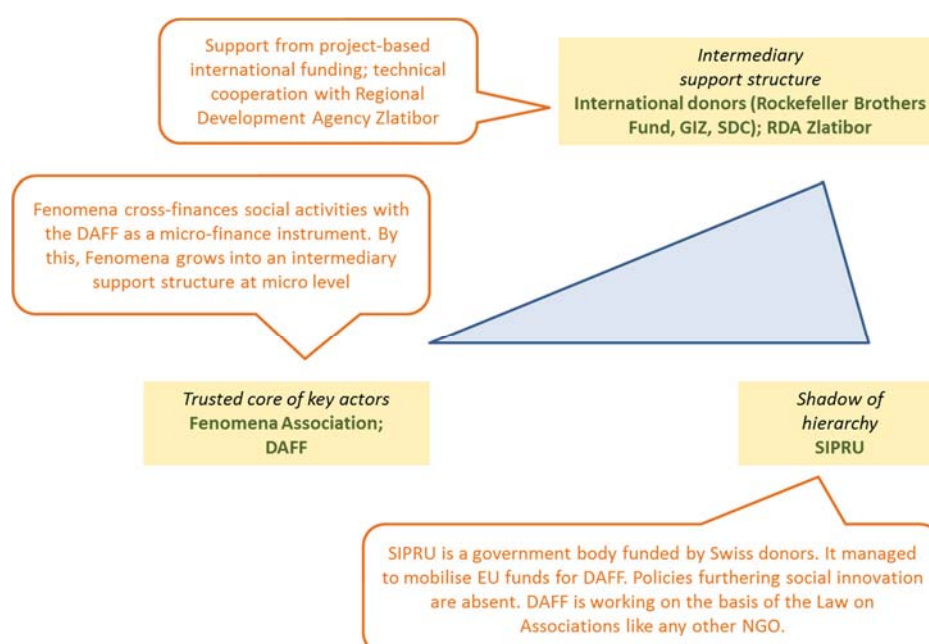 Support from project-based
international funding; technical
cooperation with Regional
Development Agency Zlatibor
Intermediary
support structure
International donors (Rockefeller Brothers
Fund, GIZ, SDC); RDA Zlatibor
Fenomena cross-finances social activities with
the DAFF as a micro-finance instrument. By
this, Fenomena grows into an intermediary
support structure at micro level
Trusted core of key actors
Fenomena Association;
DAFF
Shadow of
hierarchy
SIPRU
SIPRU is a government body funded by Swiss donors. It managed
to mobilise EU funds for DAFF. Policies furthering social innovation
are absent. DAFF is working on the basis of the Law on
Associations like any other NGO.